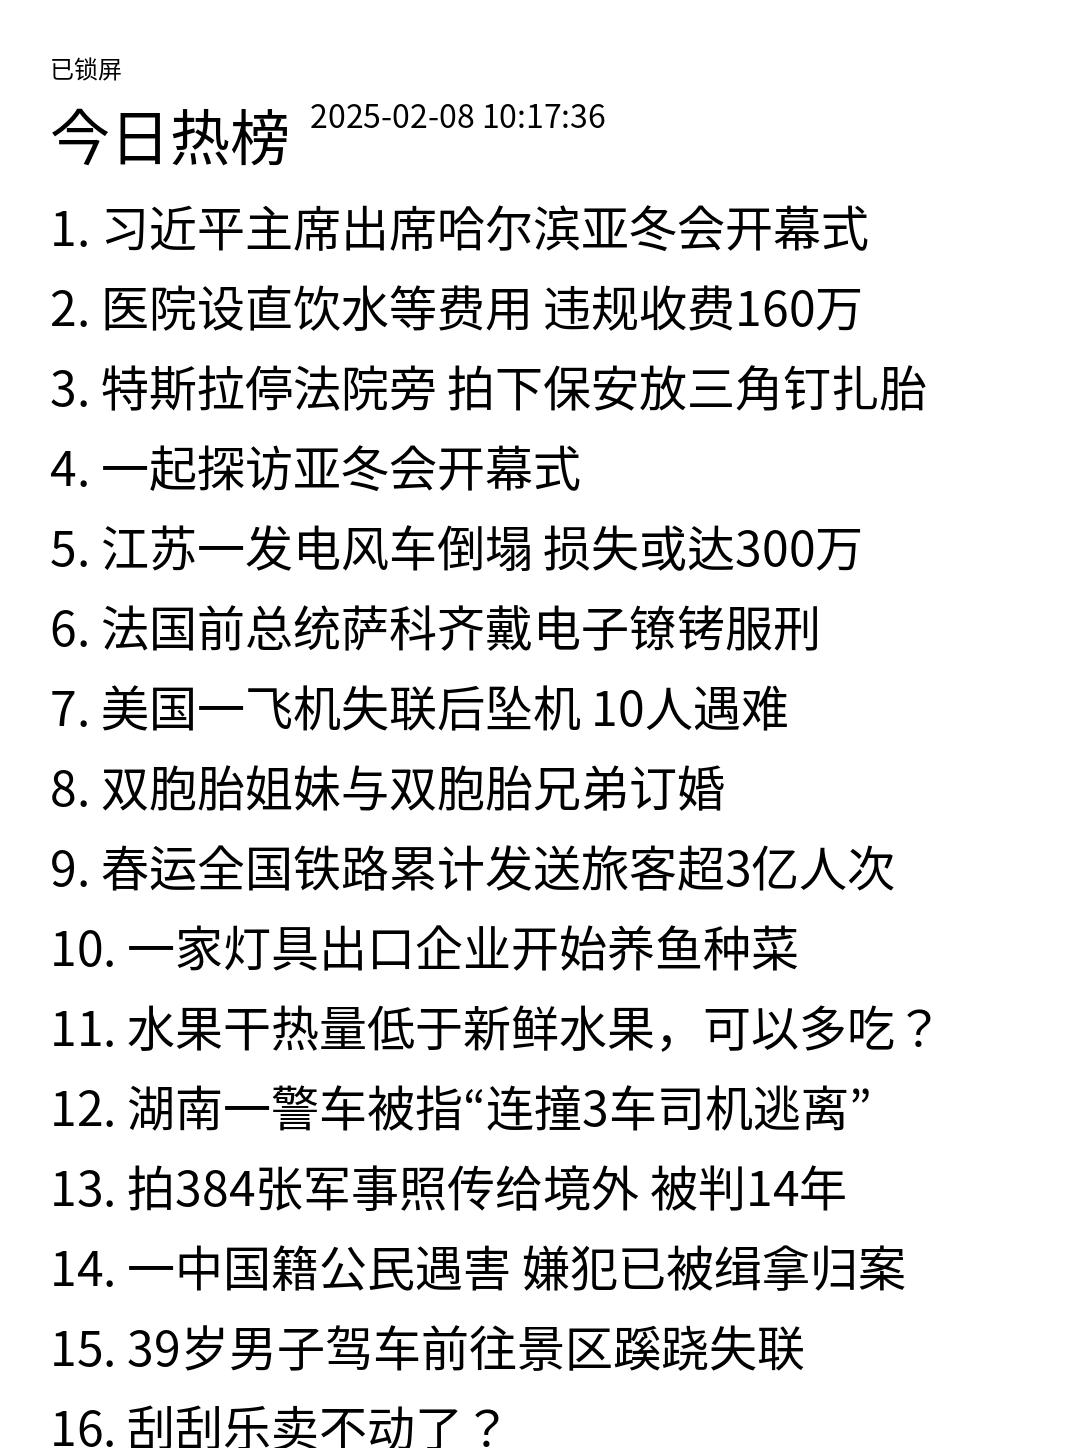 已锁屏
今日热榜 2025-02-08 10:17:36
1. 习近平主席出席哈尔滨亚冬会开幕式
2. 医院设直饮水等费用 违规收费160万
3. 特斯拉停法院旁 拍下保安放三角钉扎胎
4. 一起探访亚冬会开幕式
5. 江苏一发电风车倒塌 损失或达300万
6. 法国前总统萨科齐戴电子镣铐服刑
7. 美国一飞机失联后坠机 10人遇难
8. 双胞胎姐妹与双胞胎兄弟订婚
9. 春运全国铁路累计发送旅客超3亿人次
10. 一家灯具出口企业开始养鱼种菜
11. 水果干热量低于新鲜水果，可以多吃？
12. 湖南一警车被指“连撞3车司机逃离”
13. 拍384张军事照传给境外 被判14年
14. 一中国籍公民遇害 嫌犯已被缉拿归案
15. 39岁男子驾车前往景区蹊跷失联
16. 刮刮乐卖不动了？